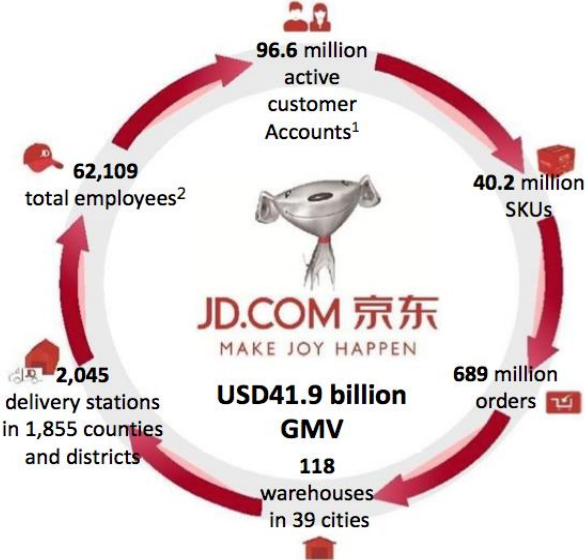 96.6 million
active
customer
Accounts1
40.2 million
SKUs
689 million
orders
118
warehouses
in 39 cities
2,045
delivery stations
in 1,855 counties
and districts
62,109
total employees2
JD.COM 京东
MAKE JOY HAPPEN
USD41.9 billion
GMV
JD
JD